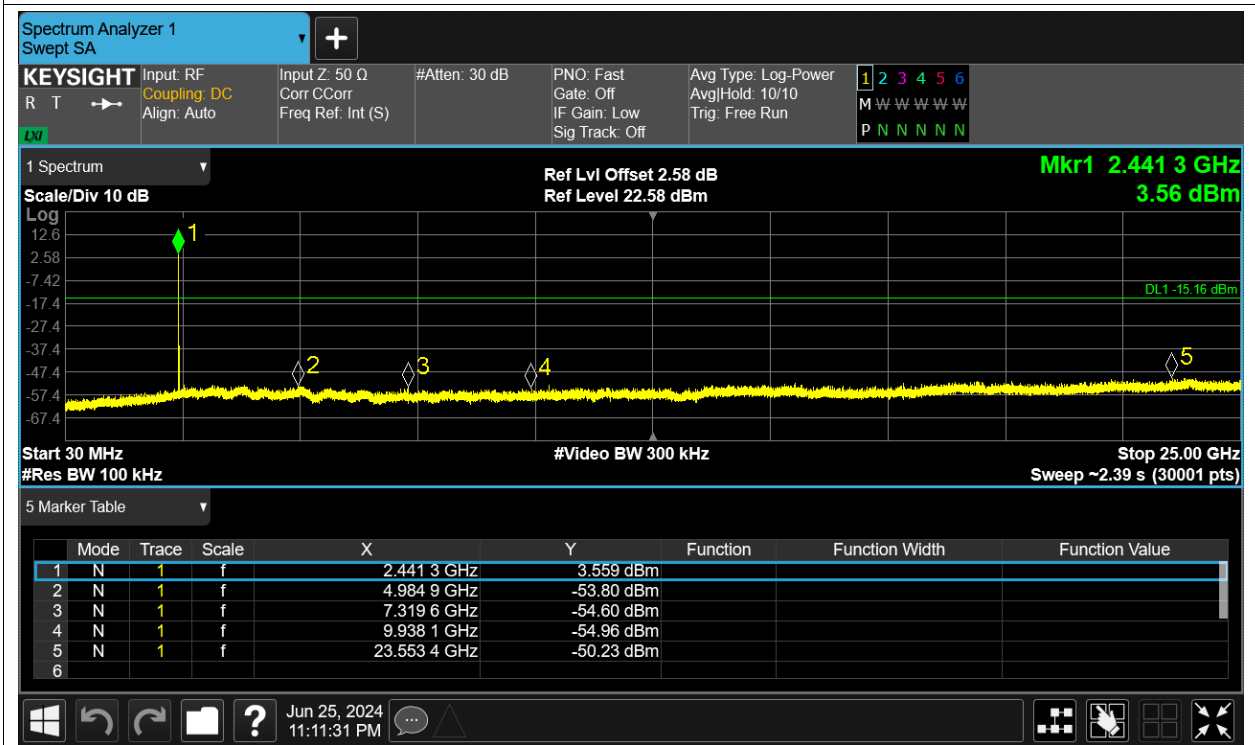 Spectrum Analyzer 1
Swept SA
KEYSIGHT
R T
LXI
Input: RF
Coupling: DC
Align: Auto
Input Z: 50 Ω
Corr CCorr
Freq Ref: Int (S)
#Atten: 30 dB
PNO: Fast
Gate: Off
IF Gain: Low
Sig Track: Off
Avg Type: Log-Power
Avg|Hold: 10/10
Trig: Free Run
1 2 3 4 5 6
M W W W W W
P N N N N N
1 Spectrum
Scale/Div 10 dB
Ref Lvl Offset 2.58 dB
Ref Level 22.58 dBm
Mkr1 2.441 3 GHz
3.56 dBm
Log
12.6
2.58
-7.42
-17.4
-27.4
-37.4
-47.4
-57.4
-67.4
1
2
3
4
5
DL1 -15.16 dBm
Start 30 MHz
#Res BW 100 kHz
#Video BW 300 kHz
Stop 25.00 GHz
Sweep ~2.39 s (30001 pts)
5 Marker Table
Mode Trace Scale X Y Function Function Width Function Value
1 N 1 f 2.441 3 GHz 3.559 dBm
2 N 1 f 4.984 9 GHz -53.80 dBm
3 N 1 f 7.319 6 GHz -54.60 dBm
4 N 1 f 9.938 1 GHz -54.96 dBm
5 N 1 f 23.553 4 GHz -50.23 dBm
6
?
Jun 25, 2024
11:11:31 PM